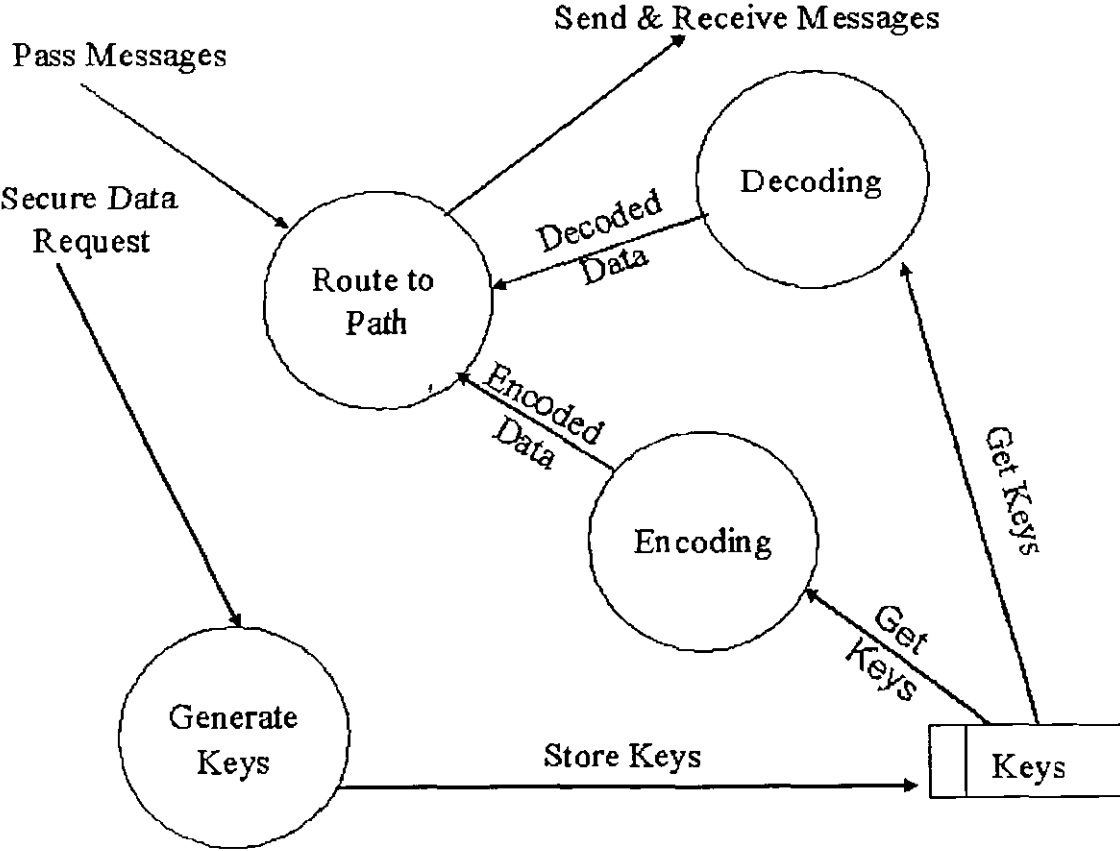 Send & Receive Messages
Pass Messages
Decoding
Secure Data
Request
Decoded
Data
Route to
Path
Encoded
Data
Get Keys
Encoding
Get
Keys
Generate
Keys
Store Keys
Keys